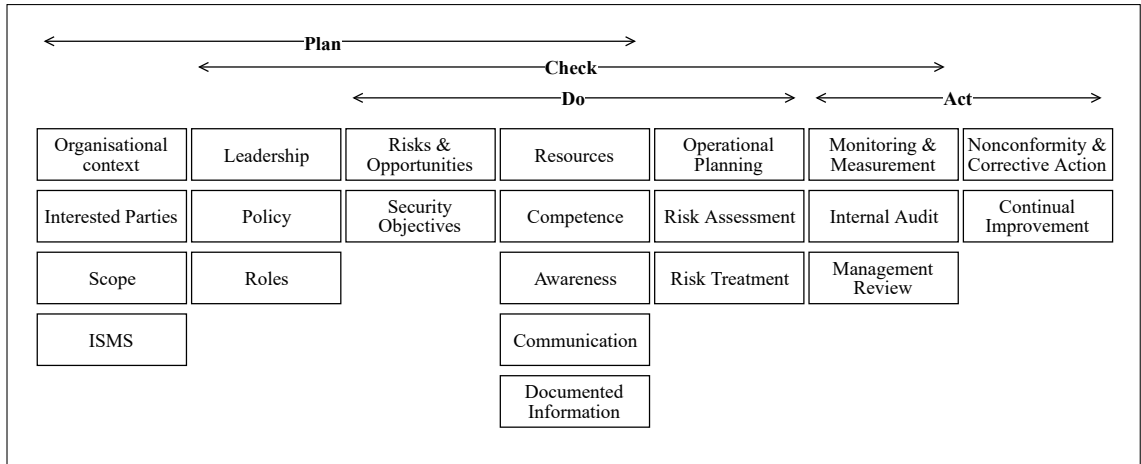 Plan
Check
Do
Act
Organisational
context
Leadership
Risks &
Opportunities
Resources
Operational
Planning
Monitoring &
Measurement
Nonconformity &
Corrective Action
Interested Parties
Policy
Security
Objectives
Competence
Risk Assessment
Internal Audit
Continual
Improvement
Scope
Roles
Awareness
Risk Treatment
Management
Review
ISMS
Communication
Documented
Information